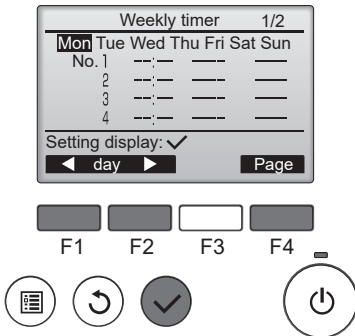 Weekly timer 1/2
Mon Tue Wed Thu Fri Sat Sun
No. 1 --:-- --- ---
2 --:-- --- ---
3 --:-- --- ---
4 --:-- --- ---
Setting display: ✓
◀ day ▶ Page
F1 F2 F3 F4